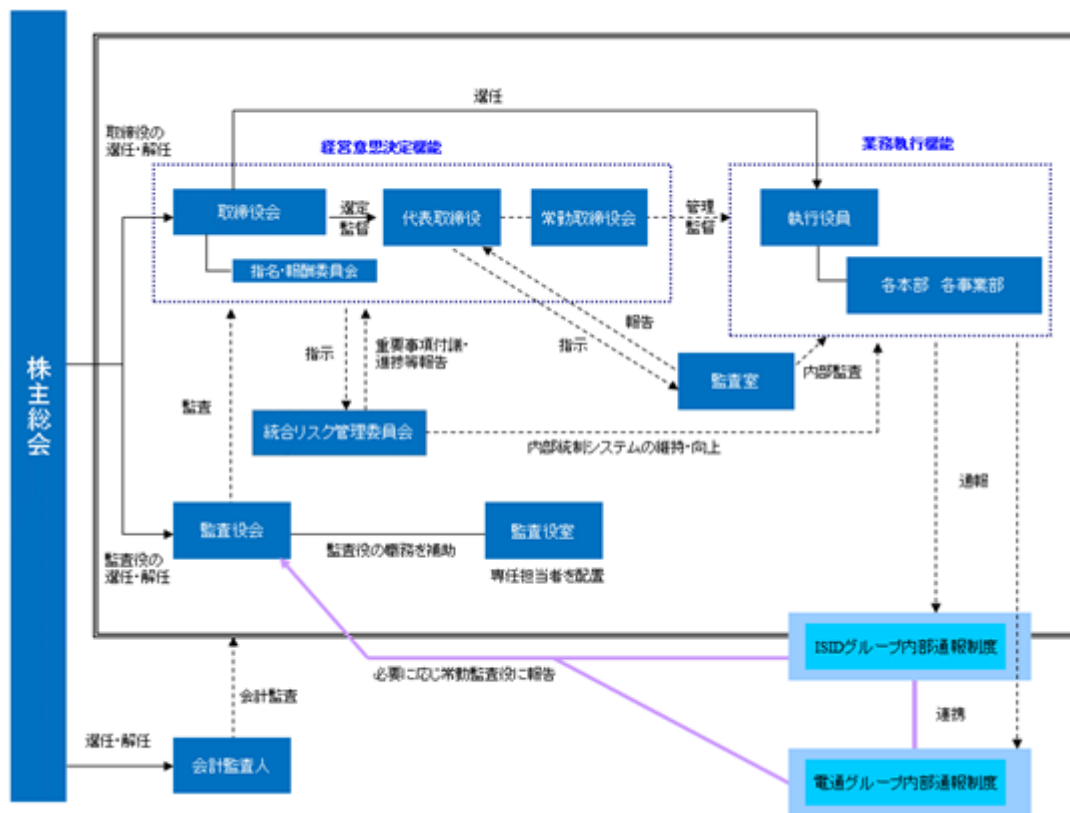 株主総会
選任
取締役の
選任・解任
経営意思決定機能
業務執行機能
取締役会
選定
監督
代表取締役
常勤取締役会
管理
監督
執行役員
指名・報酬委員会
各本部 各事業部
指示
重要事項付議・
進捗等報告
報告
指示
監査室
内部監査
監査
統合リスク管理委員会
内部統制システムの維持・向上
通報
監査役会
監査役の職務を補助
監査役室
専任担当者を配置
監査役の
選任・解任
ISIDグループ内部通報制度
必要に応じ常勤監査役に報告
会計監査
連携
選任・解任
会計監査人
電通グループ内部通報制度